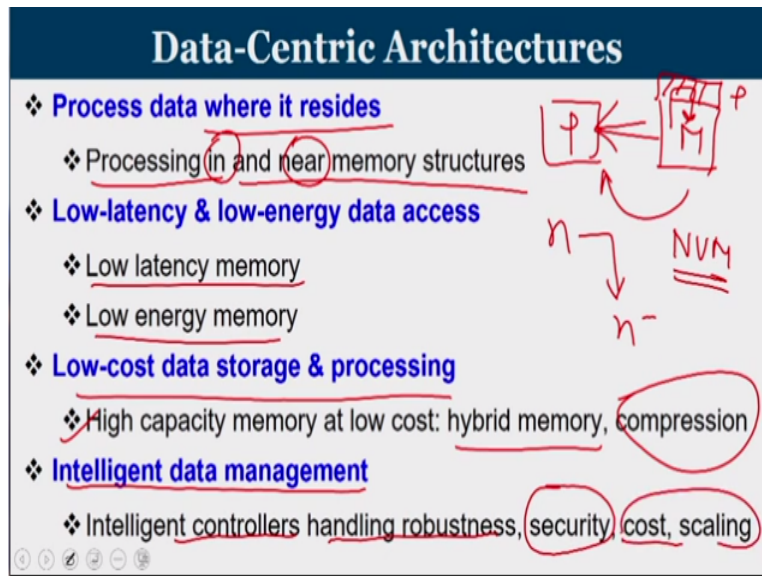 Data-Centric Architectures
❖ Process data where it resides
❖ Processing in and near memory structures
❖ Low-latency & low-energy data access
❖ Low latency memory
❖ Low energy memory
❖ Low-cost data storage & processing
❖ High capacity memory at low cost: hybrid memory, compression
❖ Intelligent data management
❖ Intelligent controllers handling robustness, security, cost, scaling
P
M
P
n
NVM
n-